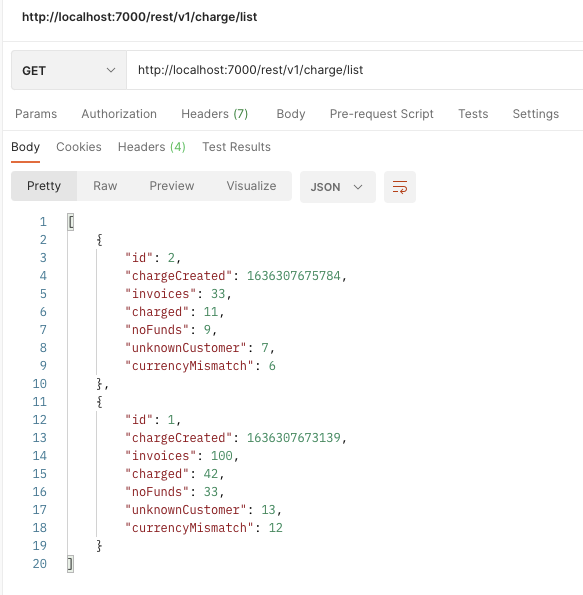 http://localhost:7000/rest/v1/charge/list
GET http://localhost:7000/rest/v1/charge/list
Params Authorization Headers (7) Body Pre-request Script Tests Settings
Body Cookies Headers (4) Test Results
Pretty Raw Preview Visualize JSON
1 [
2 {
3 "id": 2,
4 "chargeCreated": 1636307675784,
5 "invoices": 33,
6 "charged": 11,
7 "noFunds": 9,
8 "unknownCustomer": 7,
9 "currencyMismatch": 6
10 },
11 {
12 "id": 1,
13 "chargeCreated": 1636307673139,
14 "invoices": 100,
15 "charged": 42,
16 "noFunds": 33,
17 "unknownCustomer": 13,
18 "currencyMismatch": 12
19 }
20 ]